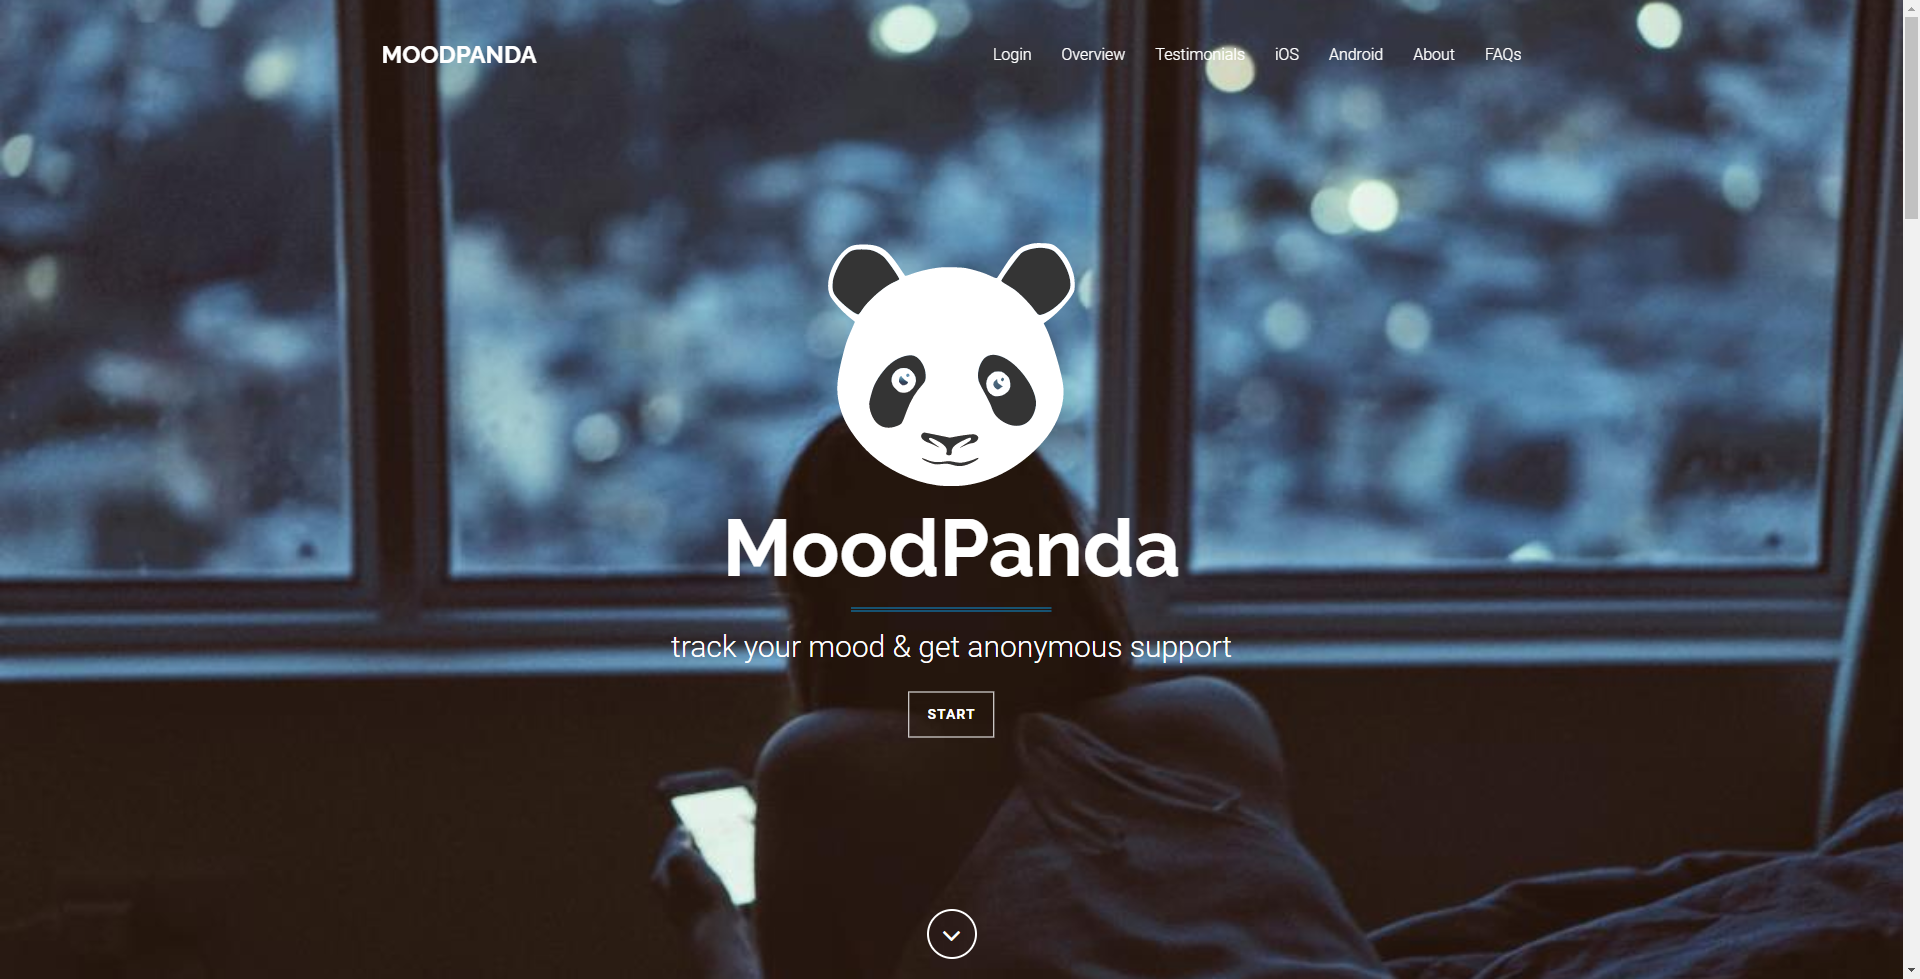 MOODPANDA
Login Overview Testimonials iOS Android About FAQs
MoodPanda
track your mood & get anonymous support
START